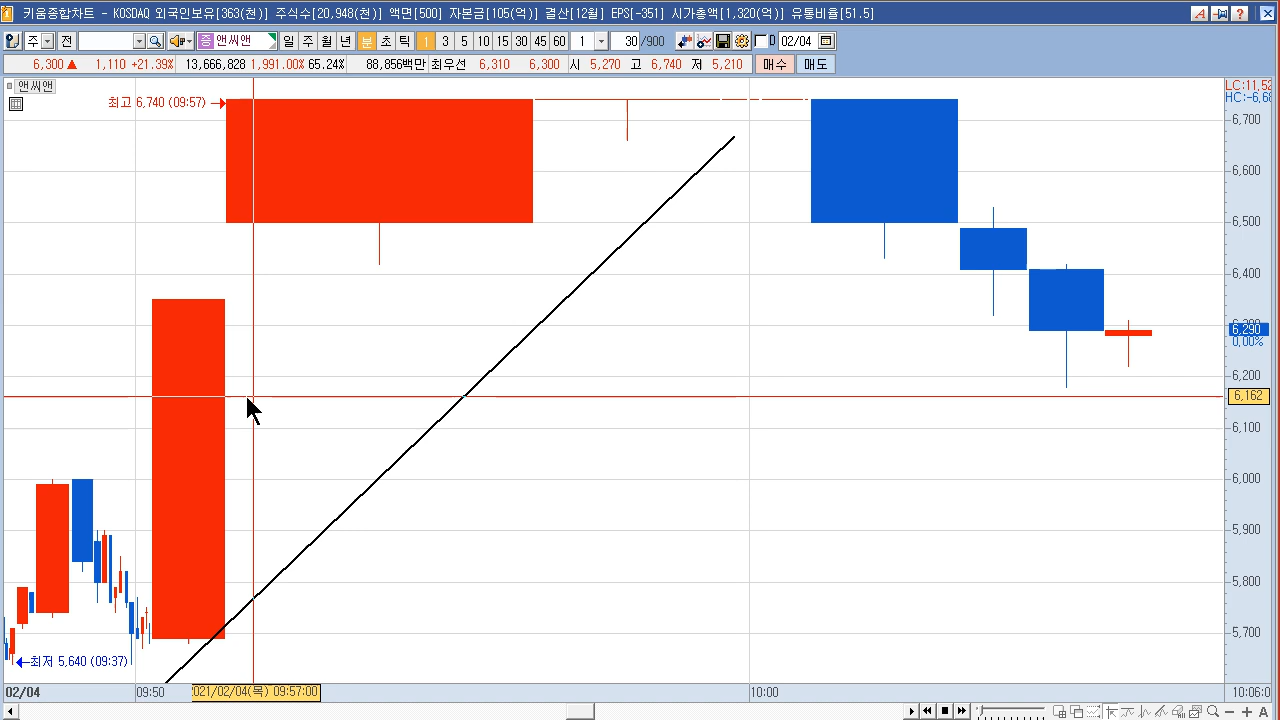 키움종합차트 - KOSDAQ 외국인보유[363(천)] 주식수[20,948(천)] 액면[500] 자본금[105(억)] 결산[12월] EPS[-351] 시가총액[1,320(억)] 유통비율[51.5]
주 전 증 앤씨앤 일 주 월 년 분 초 틱 1 3 5 10 15 30 45 60 1 30 /900 D 02/04
6,300 ▲ 1,110 +21.39% 13,666,828 1,991.00% 65.24% 88,856백만 최우선 6,310 6,300 시 5,270 고 6,740 저 5,210 매수 매도
앤씨앤
LC:11,52
HC:-6,66
최고 6,740 (09:57)
6,700
6,600
6,500
6,400
6,290
0.00%
6,200
6,162
6,100
6,000
5,900
5,800
5,700
최저 5,640 (09:37)
02/04 09:50 021/02/04(목) 09:57:00 10:00 10:06:0